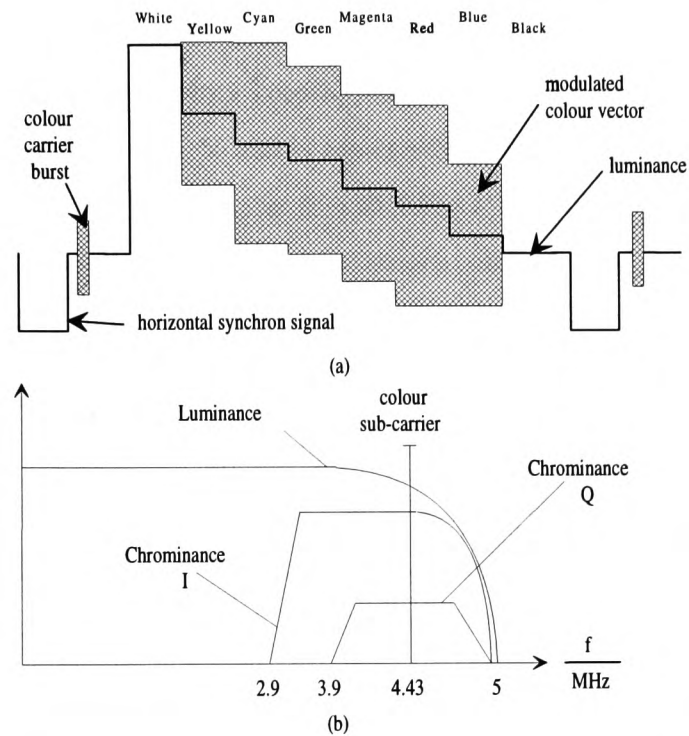 White Yellow Cyan Green Magenta Red Blue Black
colour
carrier
burst
modulated
colour vector
luminance
horizontal synchron signal
(a)
Luminance
colour
sub-carrier
Chrominance
Q
Chrominance
I
f
MHz
2.9 3.9 4.43 5
(b)